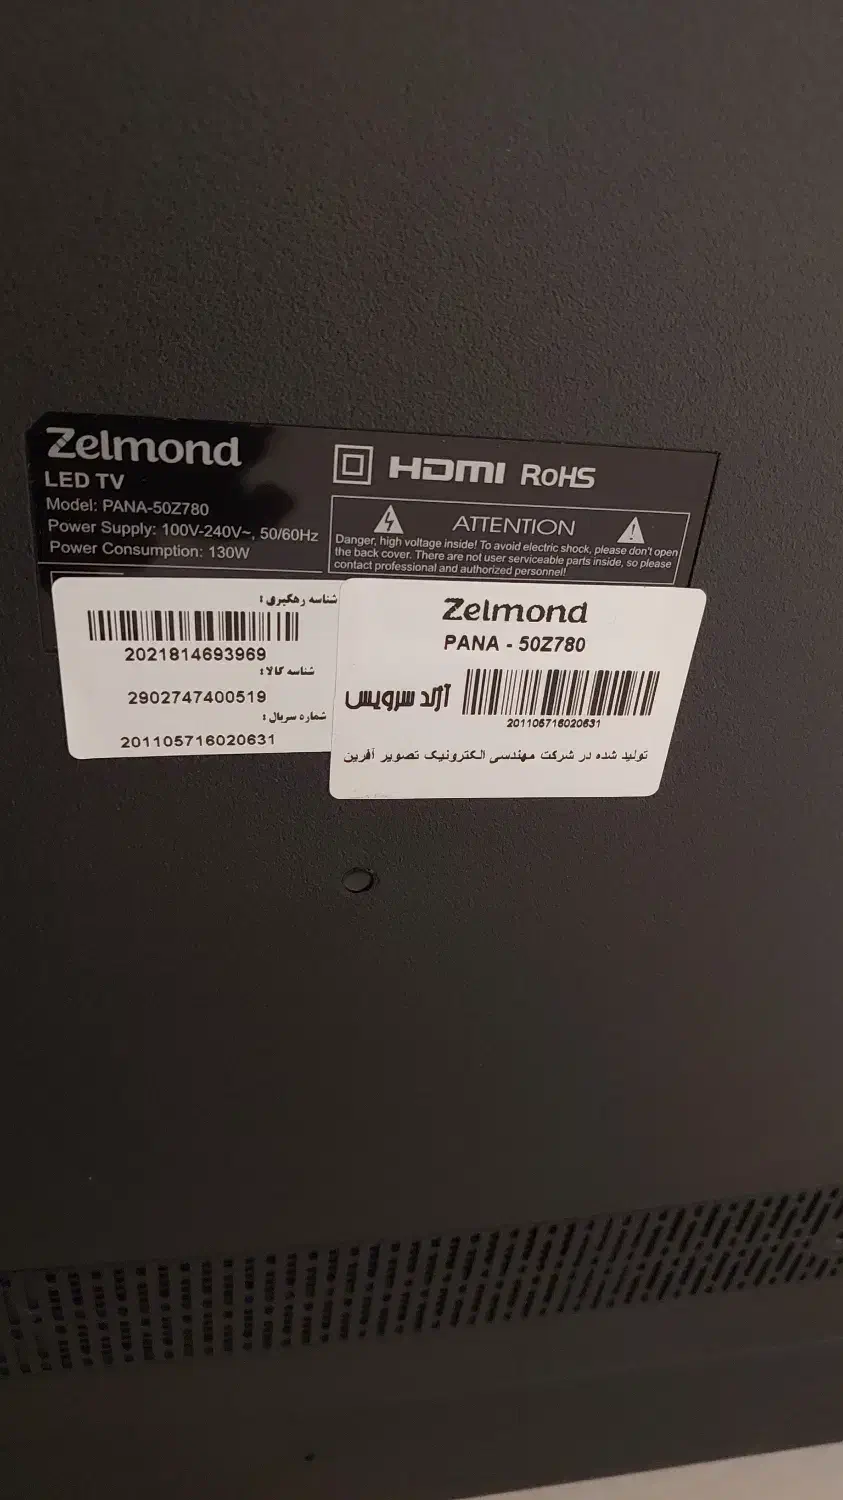 Zelmond
LED TV
Model: PANA-50Z780
Power Supply: 100V-240V~, 50/60Hz
Power Consumption: 130W
HDMI RoHS
ATTENTION
Danger, high voltage inside! To avoid electric shock, please don't open
the back cover. There are not user serviceable parts inside, so please
contact professional and authorized personnel!
شناسه رهگیری :
2021814693969
شناسه کالا :
2902747400519
شماره سریال :
201105716020631
Zelmond
PANA - 50Z780
آژند سرویس
201105716020631
تولید شده در شرکت مهندسی الکترونیک تصویر آفرین